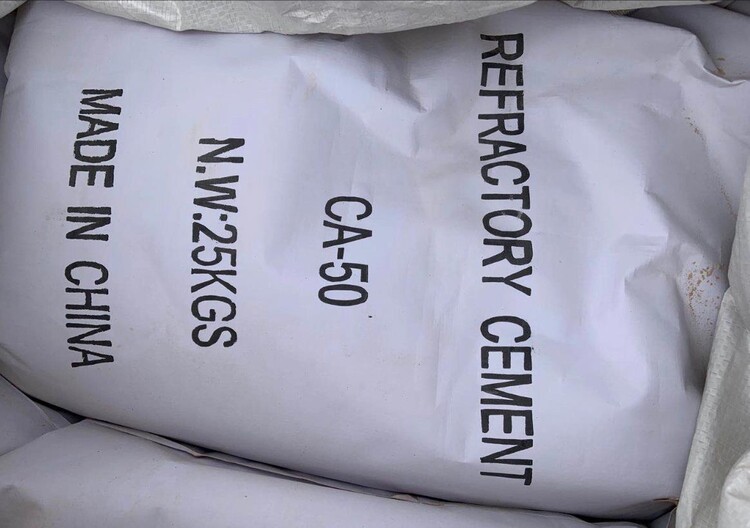 REFRACTORY CEMENT
CA-50
N.W:25KGS
MADE IN CHINA